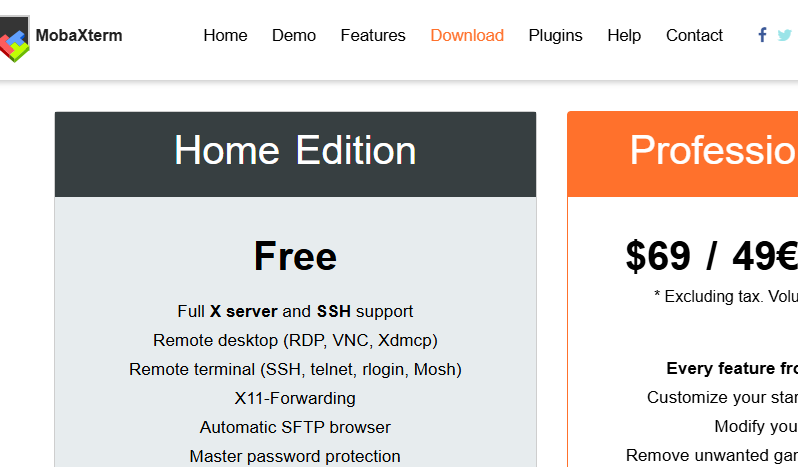 MobaXterm Home Demo Features Download Plugins Help Contact
Home Edition
Free
Full X server and SSH support
Remote desktop (RDP, VNC, Xdmcp)
Remote terminal (SSH, telnet, rlogin, Mosh)
X11-Forwarding
Automatic SFTP browser
Master password protection
Professio
$69 / 49€
* Excluding tax. Volu
Every feature fro
Customize your star
Modify you
Remove unwanted gam